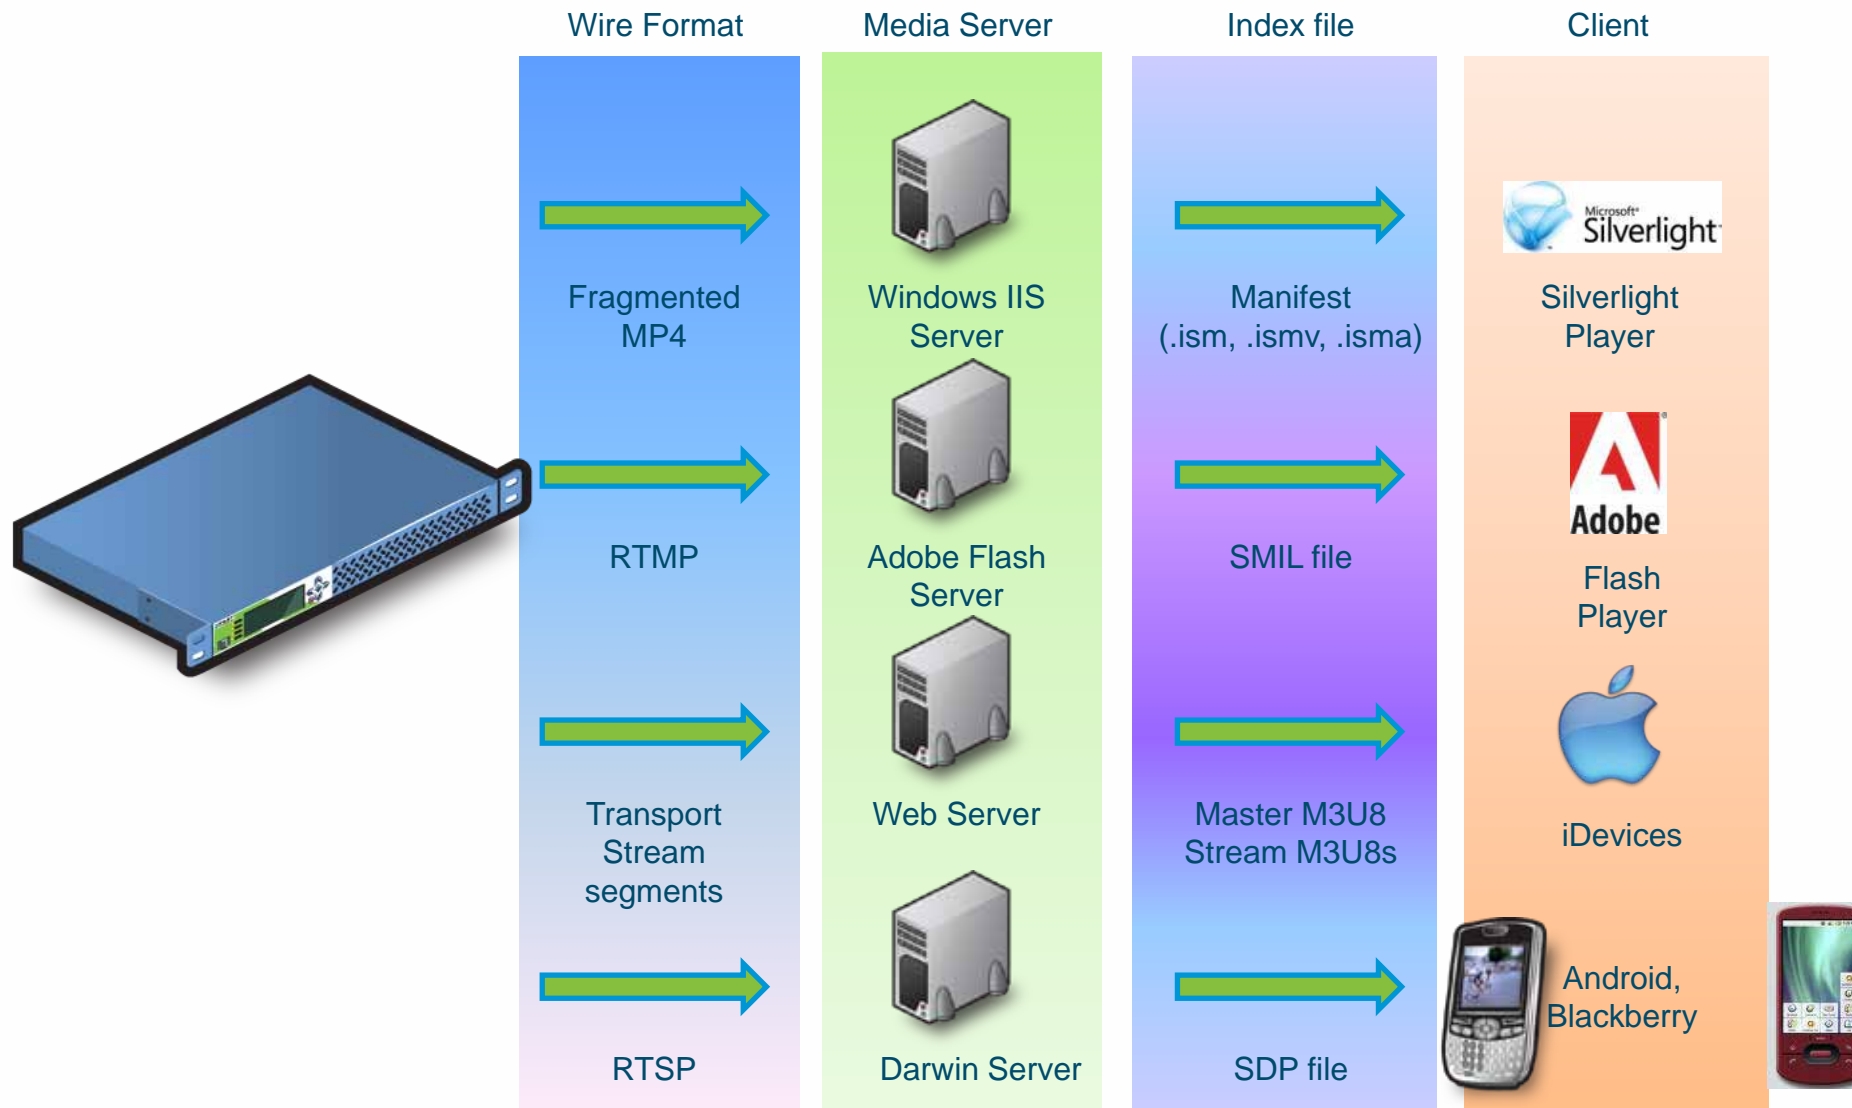 Wire Format
Media Server
Index file
Client
Microsoft®
Silverlight™
Fragmented
MP4
Windows IIS
Server
Manifest
(.ism, .ismv, .isma)
Silverlight
Player
Adobe
RTMP
Adobe Flash
Server
SMIL file
Flash
Player
Transport
Stream
segments
Web Server
Master M3U8
Stream M3U8s
iDevices
RTSP
Darwin Server
SDP file
Android,
Blackberry